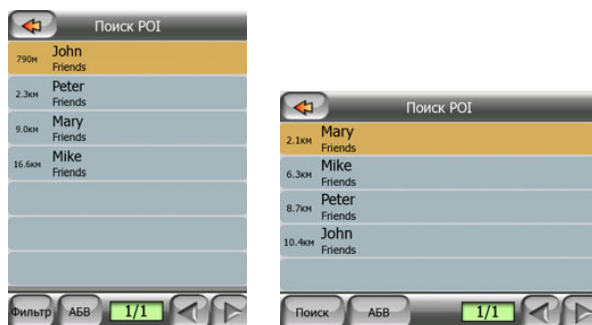 Поиск POI
790м John
Friends
2.3км Peter
Friends
9.0км Mary
Friends
16.6км Mike
Friends
Фильтр АБВ 1/1
Поиск POI
2.1км Mary
Friends
6.3км Mike
Friends
8.7км Peter
Friends
10.4км John
Friends
Поиск АБВ 1/1